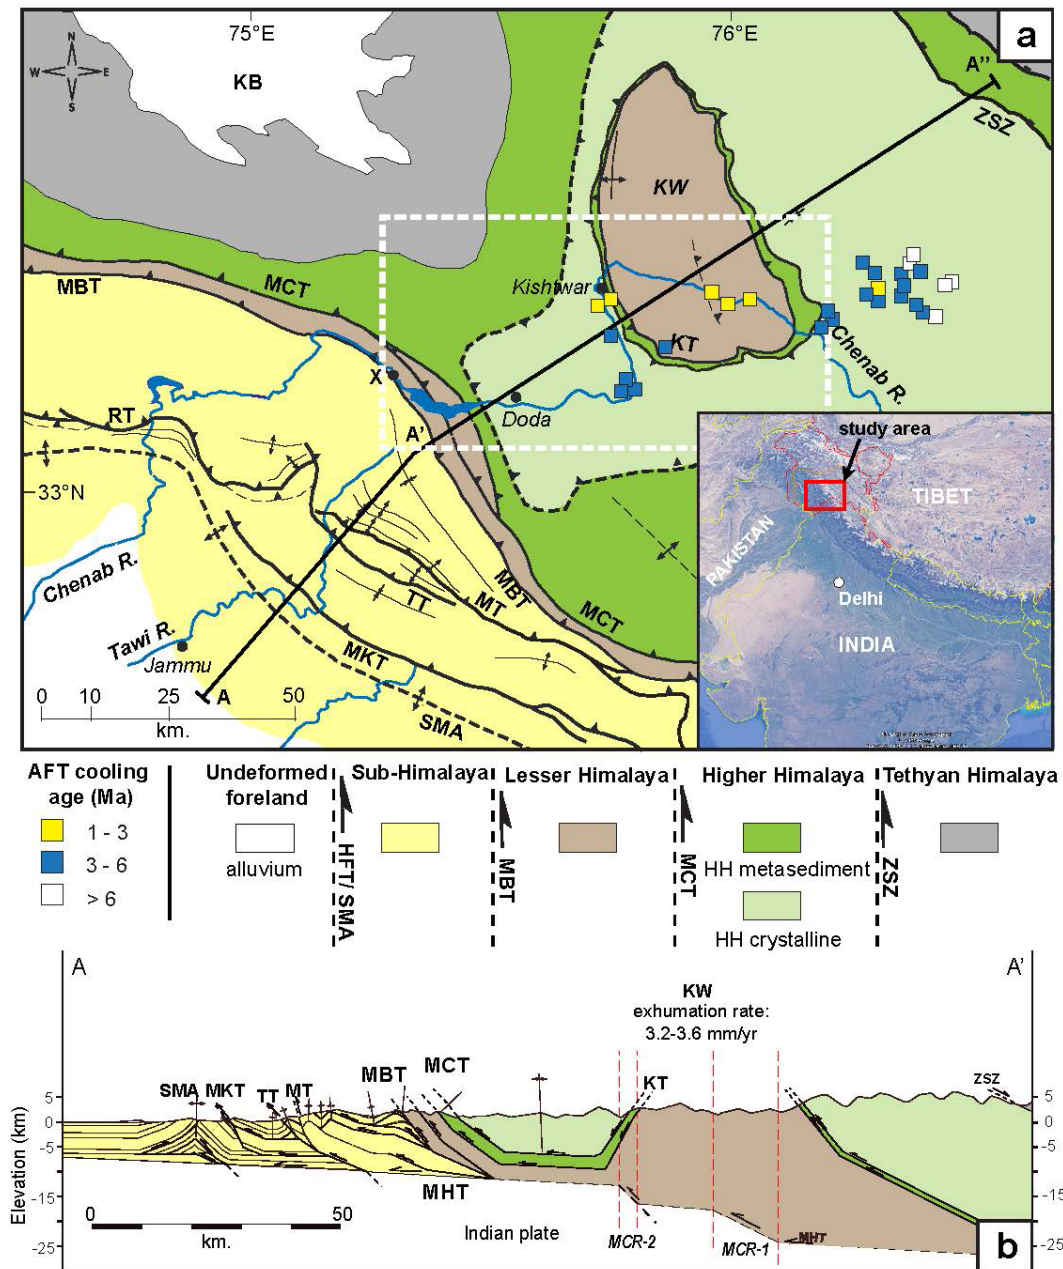 75°E
76°E
a
N
W E
S
KB
A''
ZSZ
KW
MBT
MCT
Kishtwar
KT
Chenab R.
X
Doda
RT
A'
study area
33°N
TIBET
PAKISTAN
Chenab R.
MBT
TT
MT
Delhi
Tawi R.
MCT
INDIA
Jammu
MKT
A
SMA
0 10 25 50
km.
AFT cooling
age (Ma)
1 - 3
3 - 6
> 6
Undeformed
foreland
alluvium
HFT/ SMA
Sub-Himalaya
MBT
Lesser Himalaya
MCT
Higher Himalaya
HH metasediment
HH crystalline
ZSZ
Tethyan Himalaya
A
A'
KW
exhumation rate:
3.2-3.6 mm/yr
SMA MKT TT MT MBT MCT KT ZSZ
Elevation (km)
5
0
-5
-15
-25
5
0
-5
-15
-25
MHT
0 50
km.
Indian plate
MCR-2
MCR-1
MHT
b